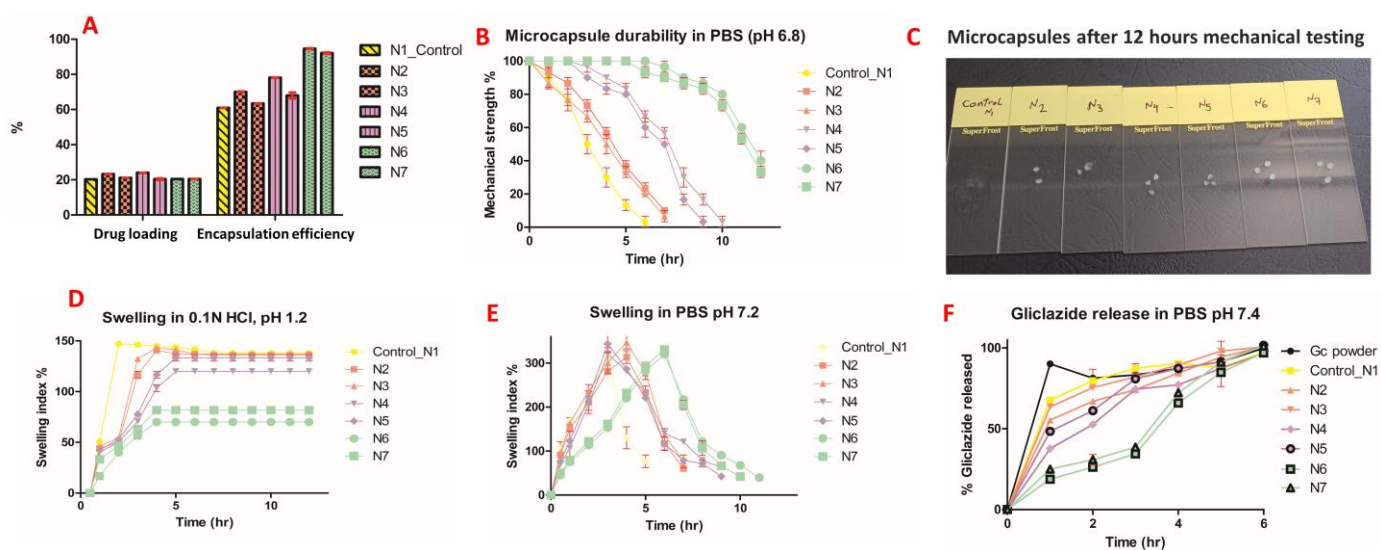 A
%
100
80
60
40
20
0
Drug loading
Encapsulation efficiency
N1_Control
N2
N3
N4
N5
N6
N7
B
Microcapsule durability in PBS (pH 6.8)
Mechanical strength %
100
80
60
40
20
0
0
5
10
Time (hr)
Control_N1
N2
N3
N4
N5
N6
N7
C
Microcapsules after 12 hours mechanical testing
Control
N1
SuperFrost
N2
SuperFrost
N3
SuperFrost
N4
SuperFrost
N5
SuperFrost
N6
SuperFrost
N7
SuperFrost
D
Swelling in 0.1N HCl, pH 1.2
Swelling index %
150
100
50
0
0
5
10
Time (hr)
Control_N1
N2
N3
N4
N5
N6
N7
E
Swelling in PBS pH 7.2
Swelling index %
300
200
100
0
0
5
10
Time (hr)
Control_N1
N2
N3
N4
N5
N6
N7
F
Gliclazide release in PBS pH 7.4
% Gliclazide released
100
50
0
0
2
4
6
Time (hr)
Gc powder
Control_N1
N2
N3
N4
N5
N6
N7